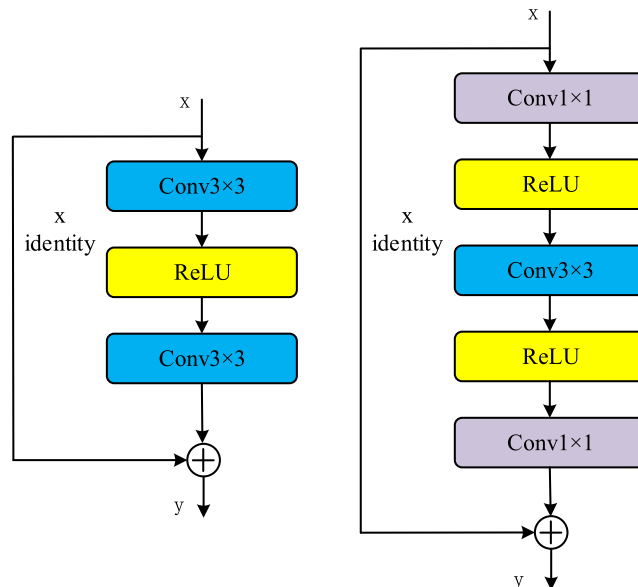 x
Conv3×3
x
identity
ReLU
Conv3×3
y
x
Conv1×1
ReLU
x
identity
Conv3×3
ReLU
Conv1×1
y